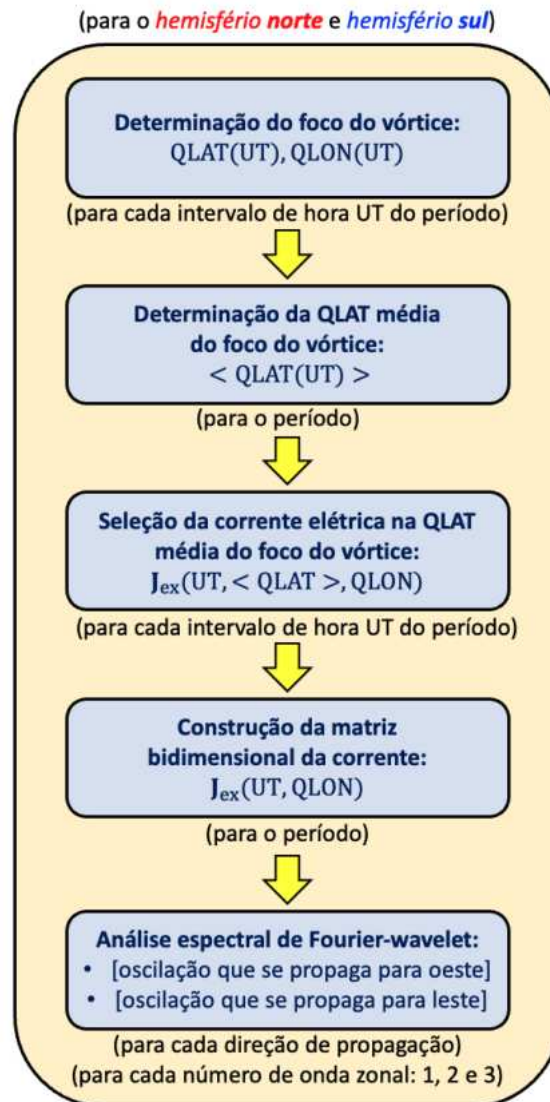 (para o hemisfério norte e hemisfério sul)
Determinação do foco do vórtice:
QLAT(UT), QLON(UT)
(para cada intervalo de hora UT do período)
Determinação da QLAT média
do foco do vórtice:
< QLAT(UT) >
(para o período)
Seleção da corrente elétrica na QLAT
média do foco do vórtice:
Jex(UT, < QLAT >, QLON)
(para cada intervalo de hora UT do período)
Construção da matriz
bidimensional da corrente:
Jex(UT, QLON)
(para o período)
Análise espectral de Fourier-wavelet:
• [oscilação que se propaga para oeste]
• [oscilação que se propaga para leste]
(para cada direção de propagação)
(para cada número de onda zonal: 1, 2 e 3)